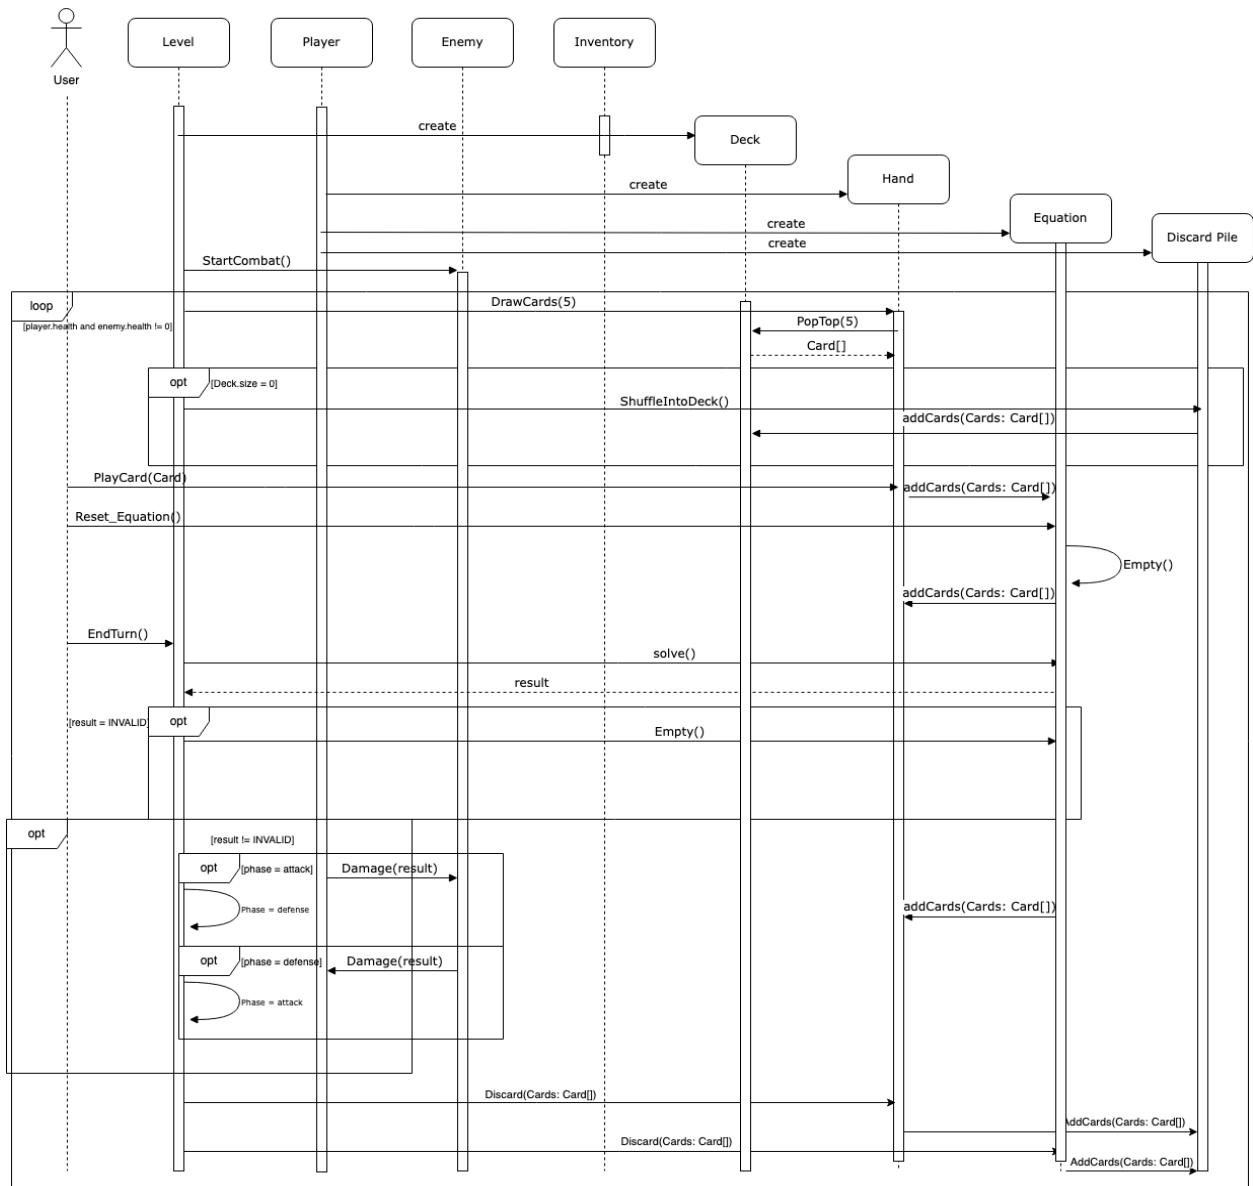 User
Level
Player
Enemy
Inventory
create
Deck
create
Hand
create
Equation
create
Discard Pile
StartCombat()
loop
[player.health and enemy.health != 0]
DrawCards(5)
PopTop(5)
Card[]
opt
[Deck.size = 0]
ShuffleIntoDeck()
addCards(Cards: Card[])
PlayCard(Card)
addCards(Cards: Card[])
Reset_Equation()
Empty()
addCards(Cards: Card[])
EndTurn()
solve()
result
[result = INVALID]
opt
Empty()
opt
[result != INVALID]
opt
[phase = attack]
Damage(result)
Phase = defense
addCards(Cards: Card[])
opt
[phase = defense]
Damage(result)
Phase = attack
Discard(Cards: Card[])
AddCards(Cards: Card[])
Discard(Cards: Card[])
AddCards(Cards: Card[])